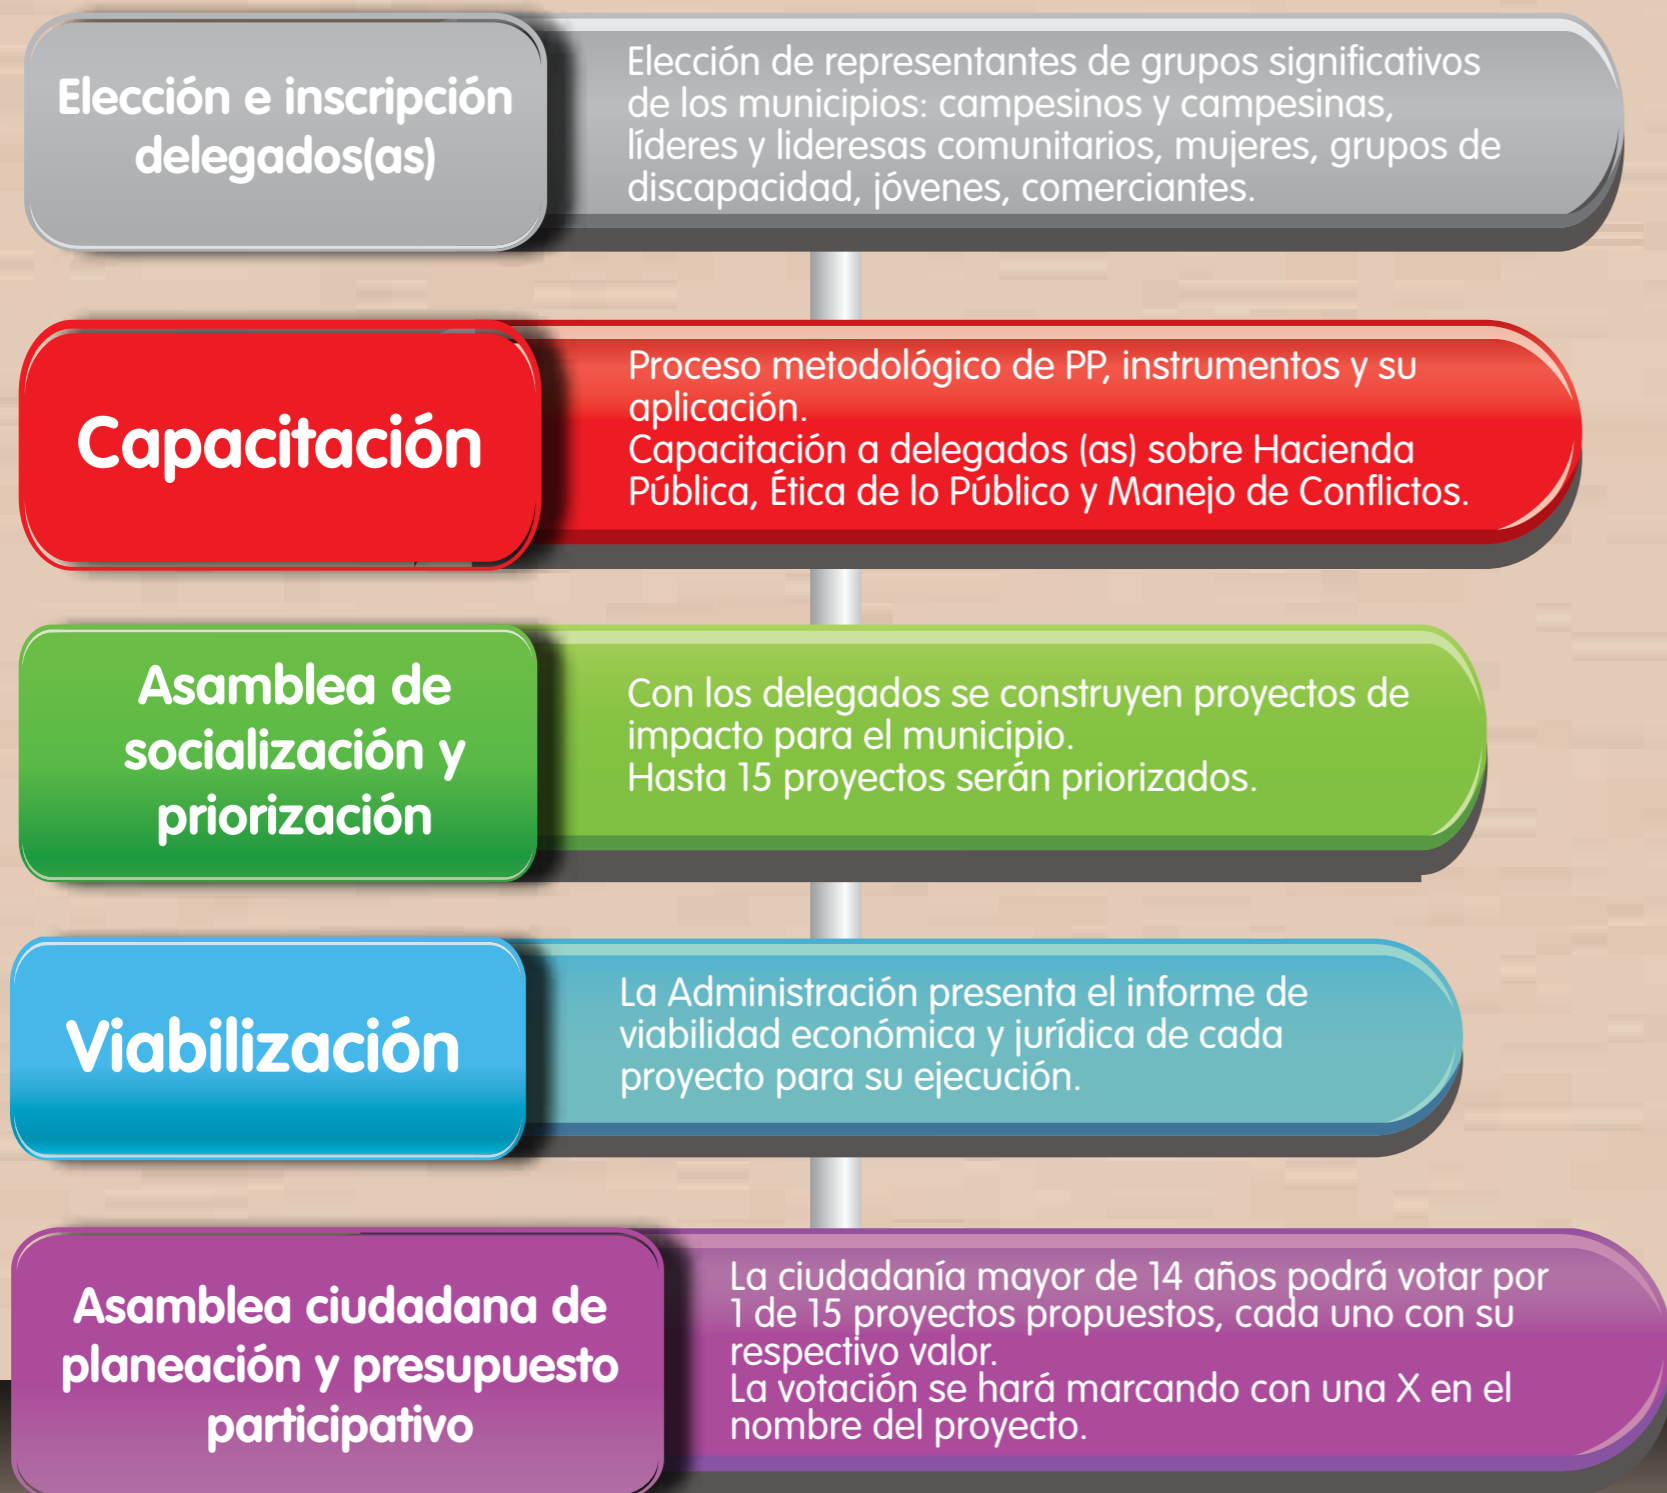 Elección e inscripción
delegados(as)
Elección de representantes de grupos significativos
de los municipios: campesinos y campesinas,
líderes y lideresas comunitarios, mujeres, grupos de
discapacidad, jóvenes, comerciantes.
Capacitación
Proceso metodológico de PP, instrumentos y su
aplicación.
Capacitación a delegados (as) sobre Hacienda
Pública, Ética de lo Público y Manejo de Conflictos.
Asamblea de
socialización y
priorización
Con los delegados se construyen proyectos de
impacto para el municipio.
Hasta 15 proyectos serán priorizados.
Viabilización
La Administración presenta el informe de
viabilidad económica y jurídica de cada
proyecto para su ejecución.
Asamblea ciudadana de
planeación y presupuesto
participativo
La ciudadanía mayor de 14 años podrá votar por
1 de 15 proyectos propuestos, cada uno con su
respectivo valor.
La votación se hará marcando con una X en el
nombre del proyecto.